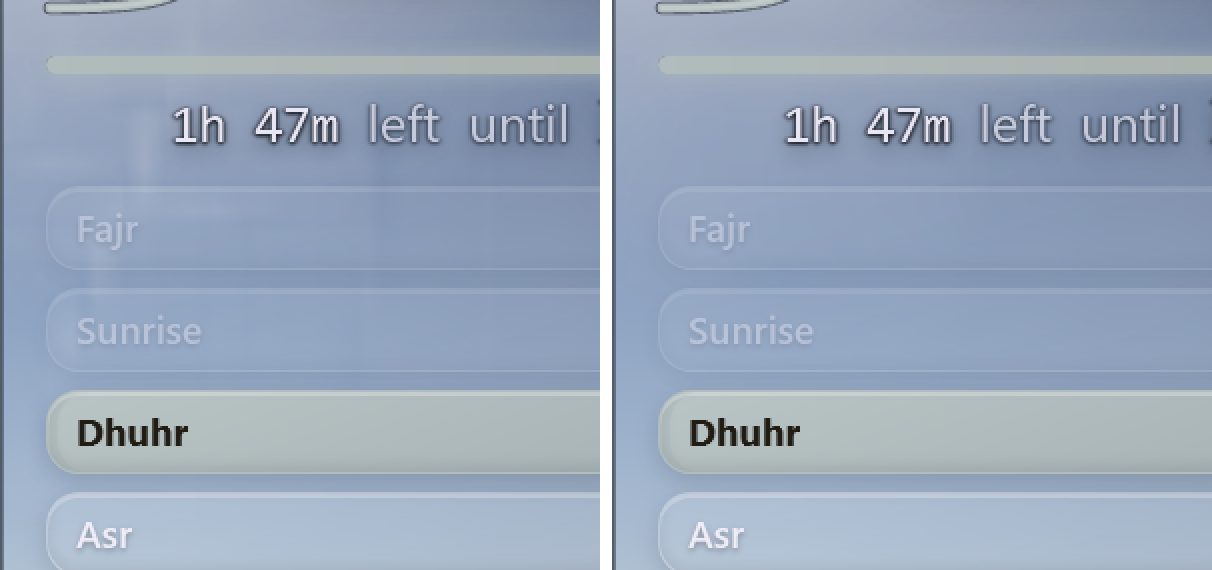 1h 47m left until
1h 47m left until
Fajr
Fajr
Sunrise
Sunrise
Dhuhr
Dhuhr
Asr
Asr